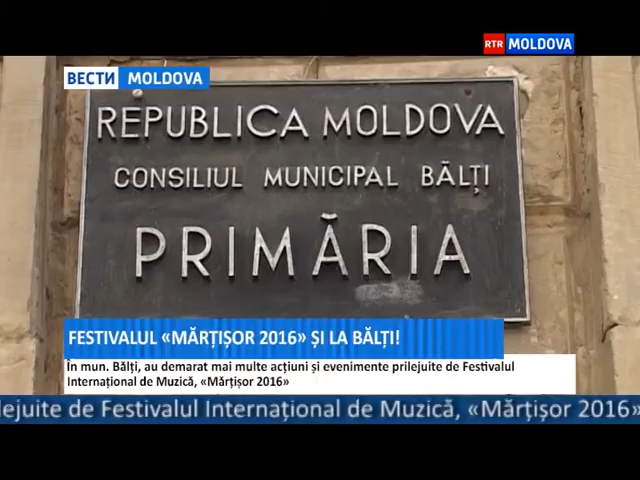 RTR MOLDOVA
ВЕСТИ MOLDOVA
REPUBLICA MOLDOVA
CONSILIUL MUNICIPAL BĂLȚI
PRIMĂRIA
FESTIVALUL «MĂRȚIȘOR 2016» ȘI LA BĂLȚI!
În mun. Bălți, au demarat mai multe acțiuni și evenimente prilejuite de Festivalul
Internațional de Muzică, «Mărțișor 2016»
lejuite de Festivalul Internațional de Muzică, «Mărțișor 2016»